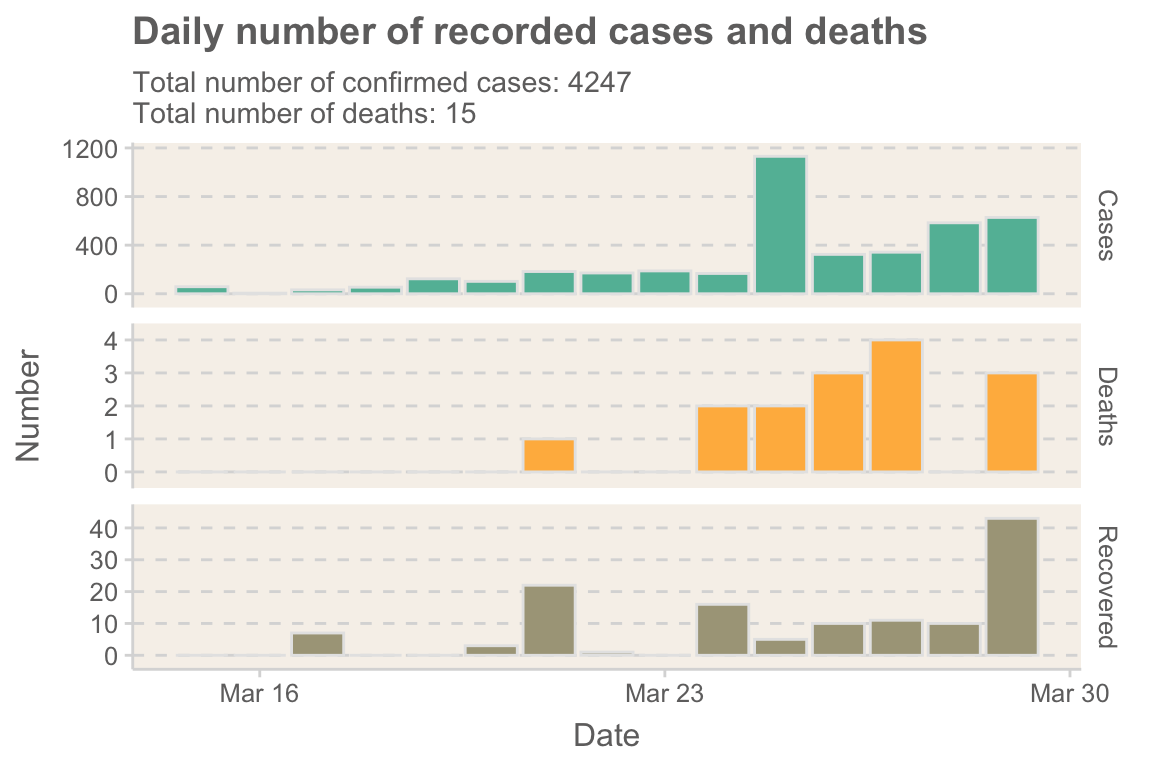 Daily number of recorded cases and deaths
Total number of confirmed cases: 4247
Total number of deaths: 15
1200
800
400
0
Cases
4
3
2
1
0
Deaths
Number
40
30
20
10
0
Recovered
Mar 16
Mar 23
Mar 30
Date